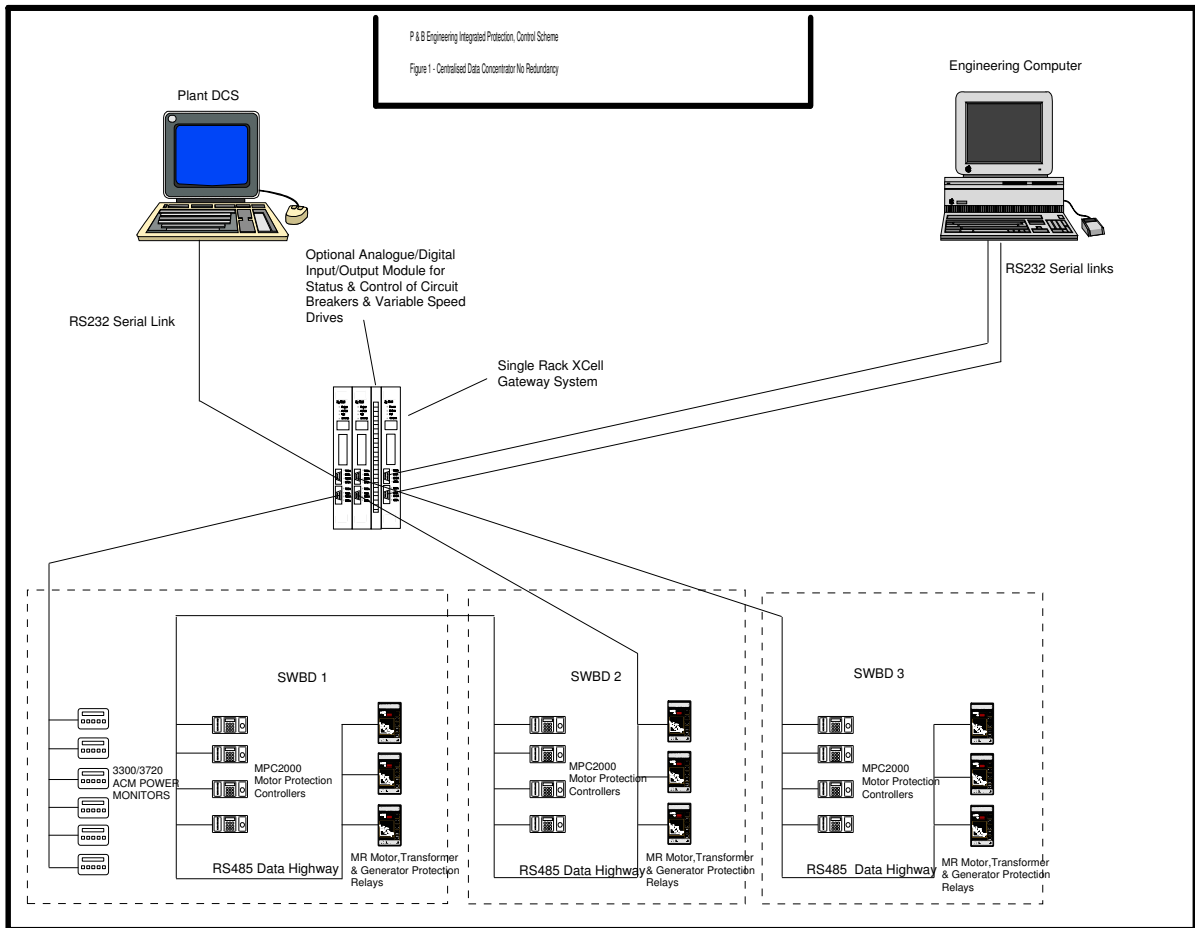 P & B Engineering Integrated Protection, Control Scheme
Figure 1 - Centralised Data Concentrator No Redundancy
Plant DCS
Engineering Computer
Optional Analogue/Digital
Input/Output Module for
Status & Control of Circuit
Breakers & Variable Speed
Drives
RS232 Serial Link
RS232 Serial links
Single Rack XCell
Gateway System
SWBD 1
3300/3720
ACM POWER
MONITORS
MPC2000
Motor Protection
Controllers
RS485 Data Highway
MR Motor,Transformer
& Generator Protection
Relays
SWBD 2
MPC2000
Motor Protection
Controllers
RS485 Data Highway
MR Motor,Transformer
& Generator Protection
Relays
SWBD 3
MPC2000
Motor Protection
Controllers
RS485 Data Highway
MR Motor,Transformer
& Generator Protection
Relays